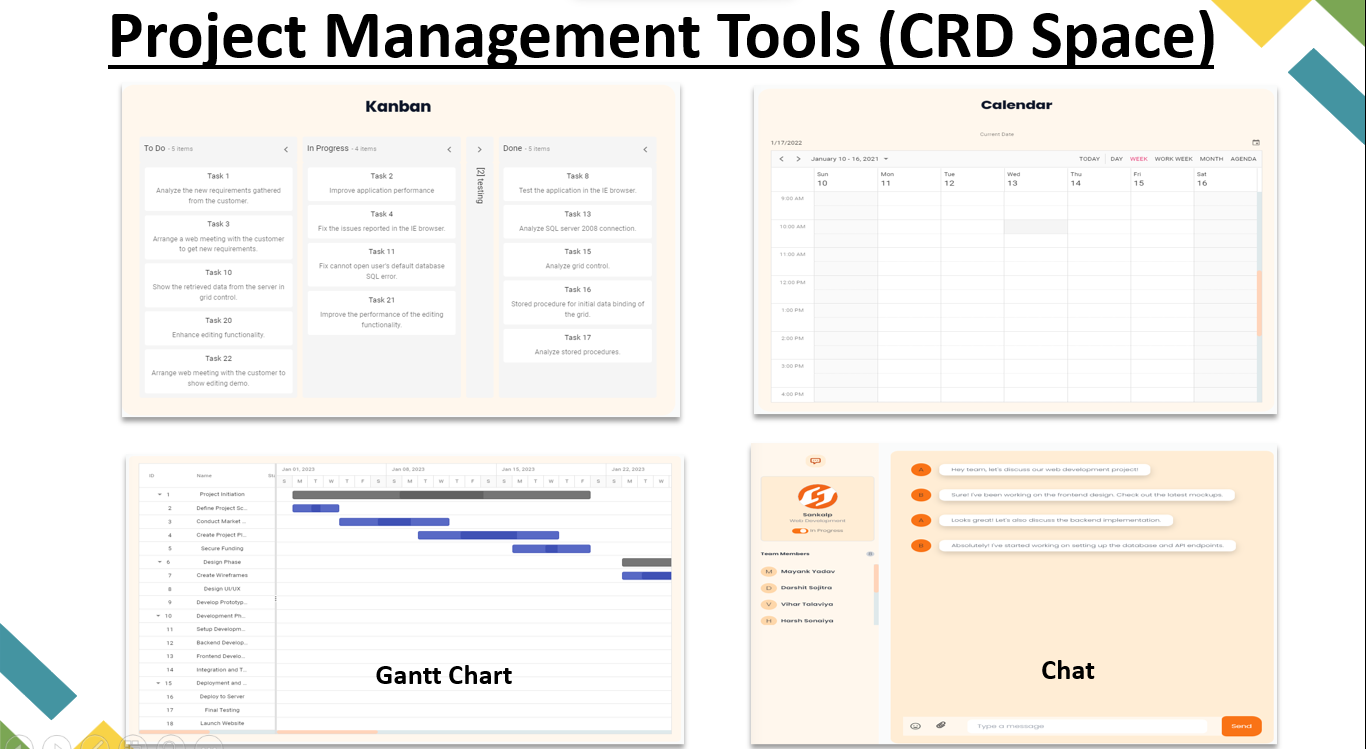 Project Management Tools (CRD Space)
Kanban
To Do - 5 items
Task 1
Analyze the new requirements gathered
from the customer.
Task 3
Arrange a web meeting with the customer
to get new requirements.
Task 10
Show the retrieved data from the server in
grid control.
Task 20
Enhance editing functionality.
Task 22
Arrange web meeting with the customer to
show editing demo.
In Progress - 4 items
Task 2
Improve application performance
Task 4
Fix the issues reported in the IE browser.
Task 11
Fix cannot open user's default database
SQL error.
Task 21
Improve the performance of the editing
functionality.
[2] testing
Done - 5 items
Task 8
Test the application in the IE browser.
Task 13
Analyze SQL server 2008 connection.
Task 15
Analyze grid control.
Task 16
Stored procedure for initial data binding of
the grid.
Task 17
Analyze stored procedures.
Calendar
Current Date
1/17/2022
January 10 - 16, 2021 TODAY DAY WEEK WORK WEEK MONTH AGENDA
Sun Mon Tue Wed Thu Fri Sat
10 11 12 13 14 15 16
9:00 AM
10:00 AM
11:00 AM
12:00 PM
1:00 PM
2:00 PM
3:00 PM
4:00 PM
Jan 01, 2023 Jan 08, 2023 Jan 15, 2023 Jan 22, 2023
ID Name Sta
S M T W T F S S M T W T F S S M T W T F S S M T W
1 Project Initiation
2 Define Project Sc...
3 Conduct Market ...
4 Create Project Pl...
5 Secure Funding
6 Design Phase
7 Create Wireframes
8 Design UI/UX
9 Develop Prototyp...
10 Development Ph...
11 Setup Developm...
12 Backend Develop...
13 Frontend Develo...
14 Integration and T...
15 Deployment and ...
16 Deploy to Server
17 Final Testing
18 Launch Website
Gantt Chart
Sankalp
Web Development
In Progress
Team Members
M Mayank Yadav
D Darshit Sojitra
V Vihar Talaviya
H Harsh Sonaiya
A Hey team, let's discuss our web development project!
B Sure! I've been working on the frontend design. Check out the latest mockups.
A Looks great! Let's also discuss the backend implementation.
B Absolutely! I've started working on setting up the database and API endpoints.
Chat
Type a message
Send